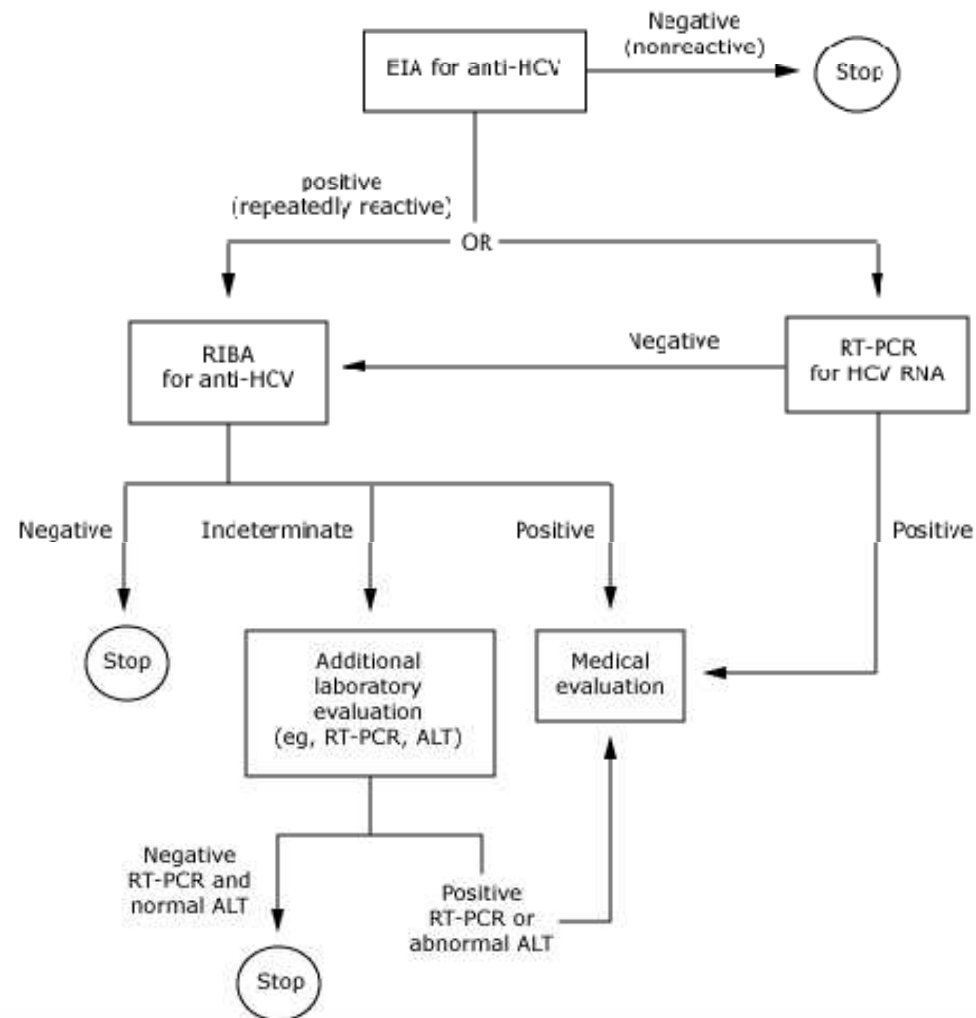 Negative
(nonreactive)
EIA for anti-HCV
Stop
positive
(repeatedly reactive)
OR
RIBA
for anti-HCV
Negative
RT-PCR
for HCV RNA
Negative
Indeterminate
Positive
Positive
Stop
Additional
laboratory
evaluation
(eg, RT-PCR, ALT)
Medical
evaluation
Negative
RT-PCR and
normal ALT
Positive
RT-PCR or
abnormal ALT
Stop